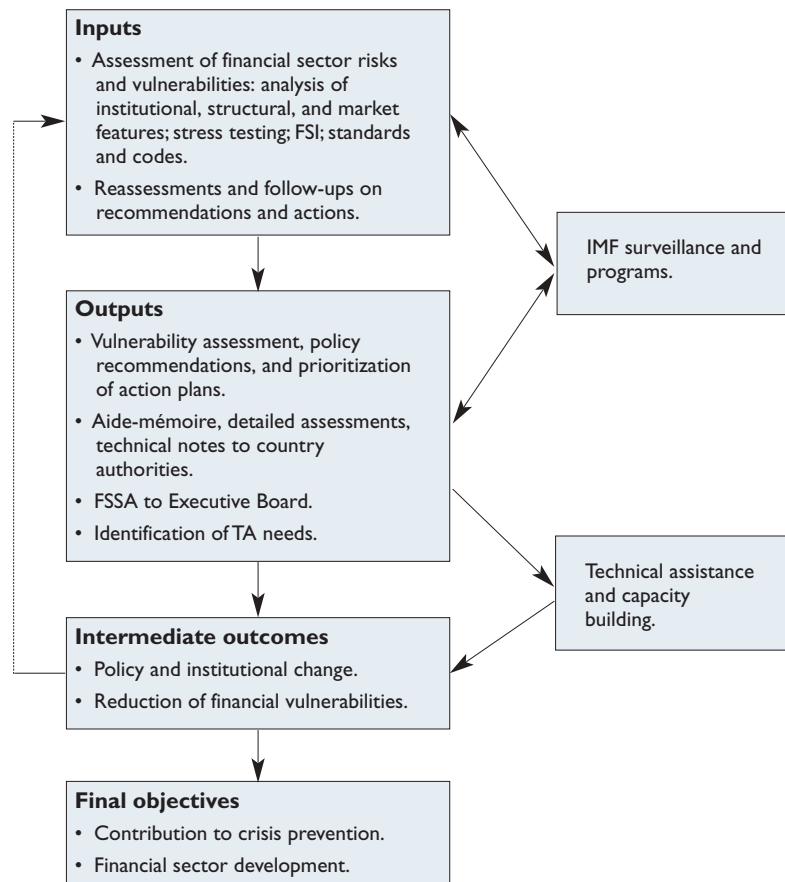 Inputs
• Assessment of financial sector risks
and vulnerabilities: analysis of
institutional, structural, and market
features; stress testing; FSI; standards
and codes.
• Reassessments and follow-ups on
recommendations and actions.
IMF surveillance and
programs.
Outputs
• Vulnerability assessment, policy
recommendations, and prioritization
of action plans.
• Aide-mémoire, detailed assessments,
technical notes to country
authorities.
• FSSA to Executive Board.
• Identification of TA needs.
Technical assistance
and capacity
building.
Intermediate outcomes
• Policy and institutional change.
• Reduction of financial vulnerabilities.
Final objectives
• Contribution to crisis prevention.
• Financial sector development.